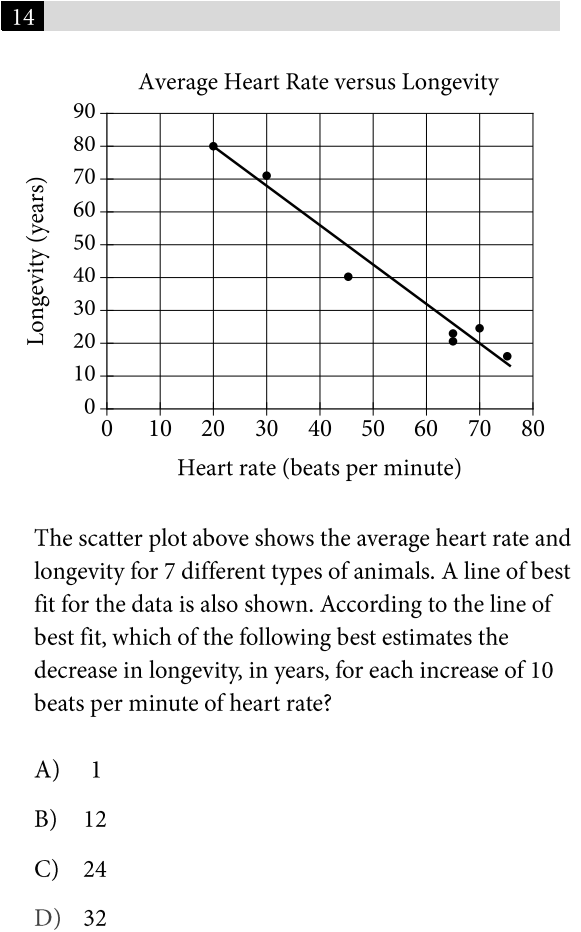 14
Average Heart Rate versus Longevity
90
80
70
60
50
40
30
20
10
0
Longevity (years)
0 10 20 30 40 50 60 70 80
Heart rate (beats per minute)
The scatter plot above shows the average heart rate and
longevity for 7 different types of animals. A line of best
fit for the data is also shown. According to the line of
best fit, which of the following best estimates the
decrease in longevity, in years, for each increase of 10
beats per minute of heart rate?
A) 1
B) 12
C) 24
D) 32